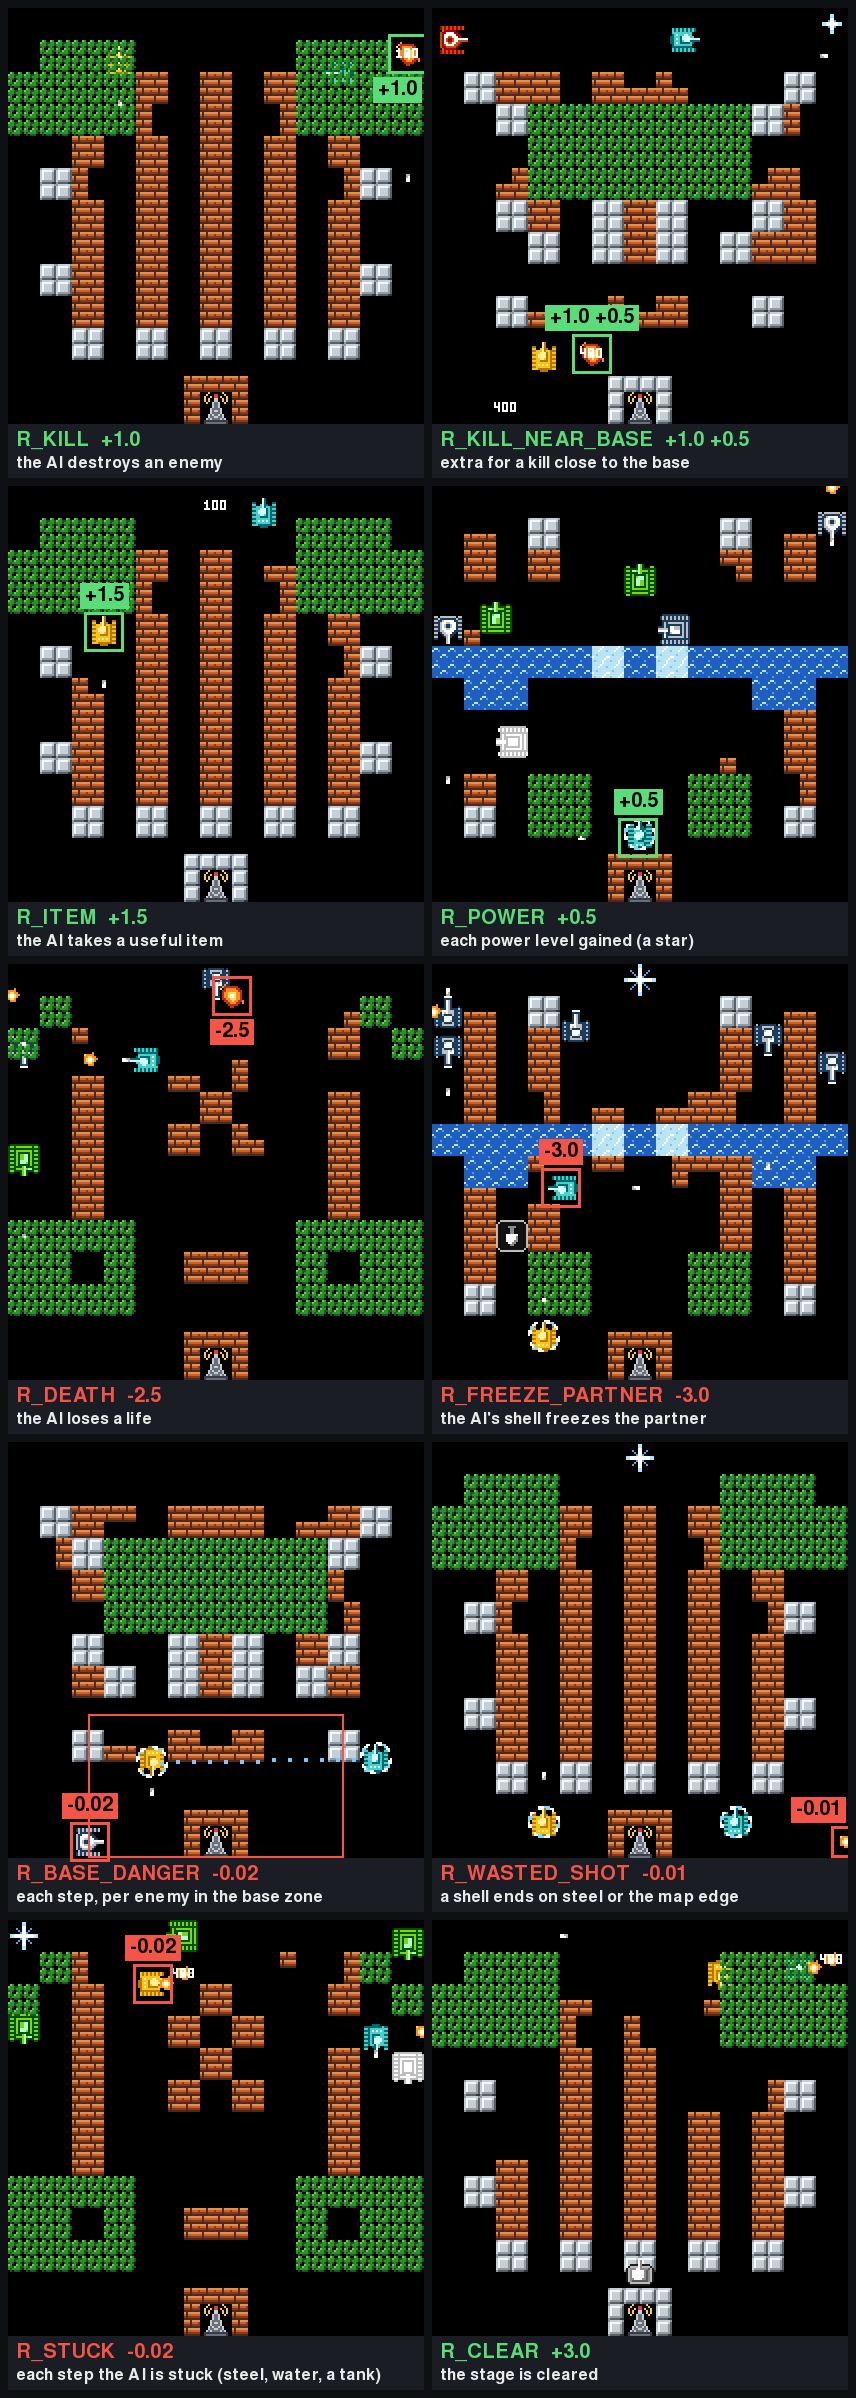 100
+1.0
R_KILL +1.0
the AI destroys an enemy
+1.0 +0.5
400
400
R_KILL_NEAR_BASE +1.0 +0.5
extra for a kill close to the base
100
+1.5
R_ITEM +1.5
the AI takes a useful item
+0.5
R_POWER +0.5
each power level gained (a star)
-2.5
R_DEATH -2.5
the AI loses a life
-3.0
R_FREEZE_PARTNER -3.0
the AI's shell freezes the partner
-0.02
R_BASE_DANGER -0.02
each step, per enemy in the base zone
-0.01
R_WASTED_SHOT -0.01
a shell ends on steel or the map edge
-0.02
R_STUCK -0.02
each step the AI is stuck (steel, water, a tank)
R_CLEAR +3.0
the stage is cleared